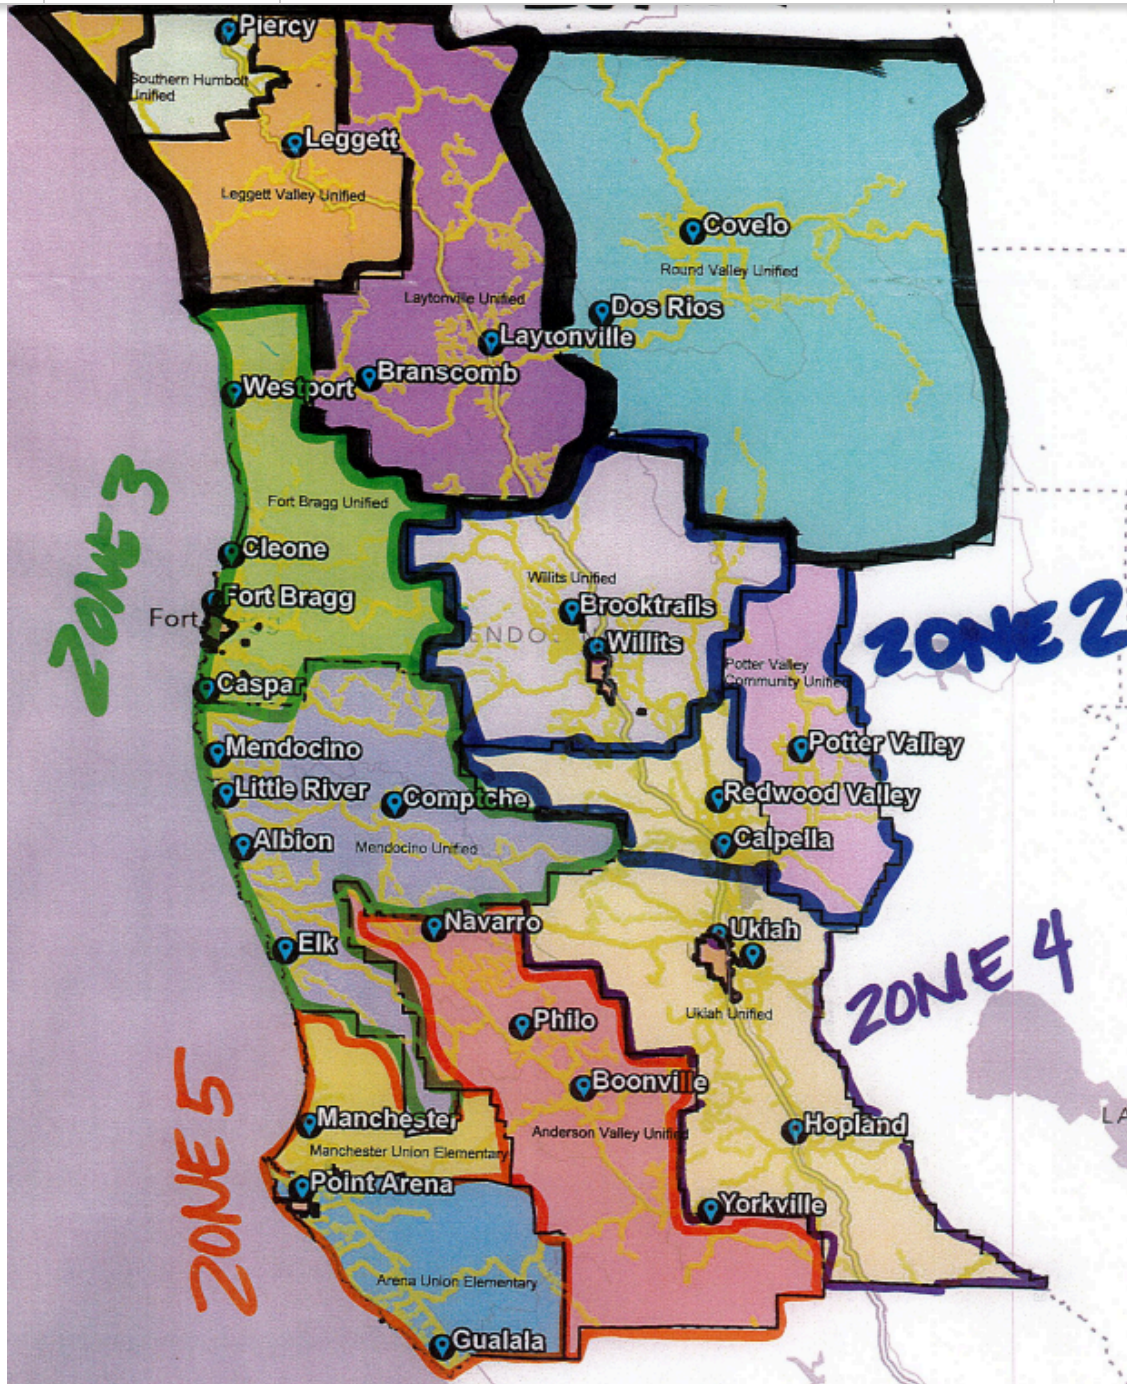 Piercy
Southern Humbolt
Unified
Leggett
Leggett Valley Unified
Covelo
Round Valley Unified
Laytonville Unified
Dos Rios
Laytonville
Branscomb
Westport
ZONE 3
Fort Bragg Unified
Cleone
Willits Unified
Fort Bragg
Fort
Brooktrails
ENDO
Willits
ZONE 2
Potter Valley
Community Unified
Caspar
Mendocino
Potter Valley
Little River
Comptche
Redwood Valley
Albion
Mendocino Unified
Calpella
Navarro
Ukiah
Elk
ZONE 4
Philo
Ukiah Unified
Boonville
ZONE 5
Manchester
Anderson Valley Unified
Hopland
LA
Manchester Union Elementary
Point Arena
Yorkville
Arena Union Elementary
Gualala